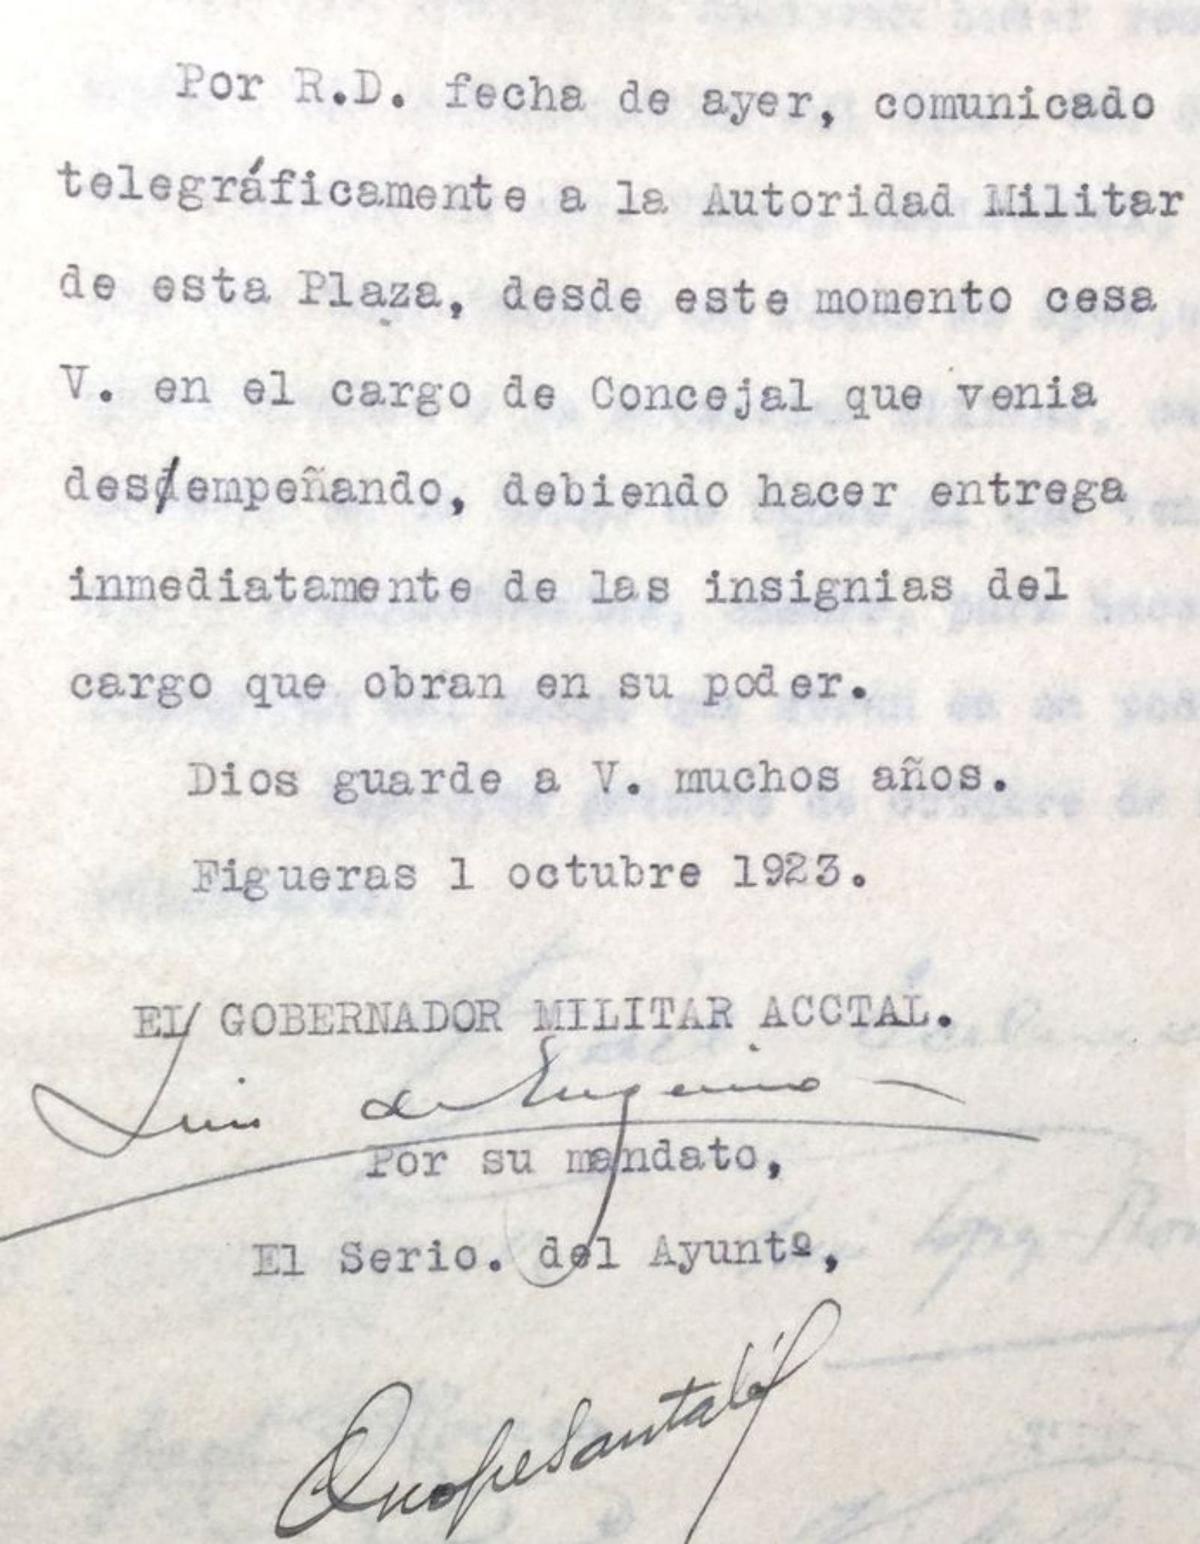 Por R.D. fecha de ayer, comunicado
telegráficamente a la Autoridad Militar
de esta Plaza, desde este momento cesa
V. en el cargo de Concejal que venia
desempeñando, debiendo hacer entrega
inmediatamente de las insignias del
cargo que obran en su poder.
Dios guarde a V. muchos años.
Figueras 1 octubre 1923.
EL GOBERNADOR MILITAR ACCTAL.
Luis de Eugenio
Por su mandato,
El Serio. del Ayuntº,